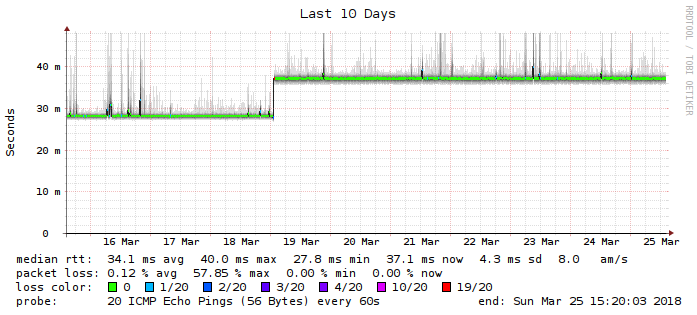 Last 10 Days
RRDTOOL / TOBI OETIKER
Seconds
40 m
30 m
20 m
10 m
0
16 Mar 17 Mar 18 Mar 19 Mar 20 Mar 21 Mar 22 Mar 23 Mar 24 Mar 25 Mar
median rtt: 34.1 ms avg 40.0 ms max 27.8 ms min 37.1 ms now 4.3 ms sd 8.0 am/s
packet loss: 0.12 % avg 57.85 % max 0.00 % min 0.00 % now
loss color: 0 1/20 2/20 3/20 4/20 10/20 19/20
probe: 20 ICMP Echo Pings (56 Bytes) every 60s end: Sun Mar 25 15:20:03 2018